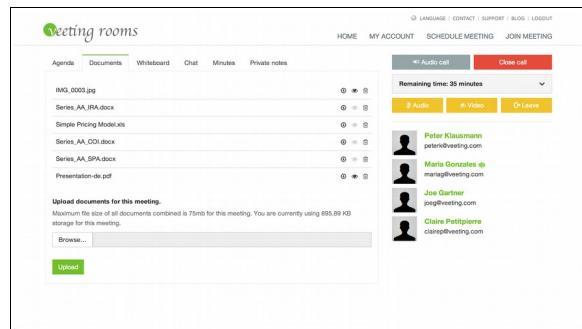 LANGUAGE | CONTACT | SUPPORT | BLOG | LOGOUT
veeting rooms
HOME MY ACCOUNT SCHEDULE MEETING JOIN MEETING
Agenda Documents Whiteboard Chat Minutes Private notes
Audio call Close call
IMG_0003.jpg
Remaining time: 35 minutes
Series_AA_IRA.docx
Simple Pricing Model.xls
Audio Video Leave
Series_AA_COI.docx
Series_AA_SPA.docx
Presentation-de.pdf
Peter Klausmann
peterk@veeting.com
Maria Gonzales
mariag@veeting.com
Joe Gartner
joeg@veeting.com
Claire Petitpierre
clairep@veeting.com
Upload documents for this meeting.
Maximum file size of all documents combined is 75mb for this meeting. You are currently using 895.89 KB
storage for this meeting.
Browse...
Upload